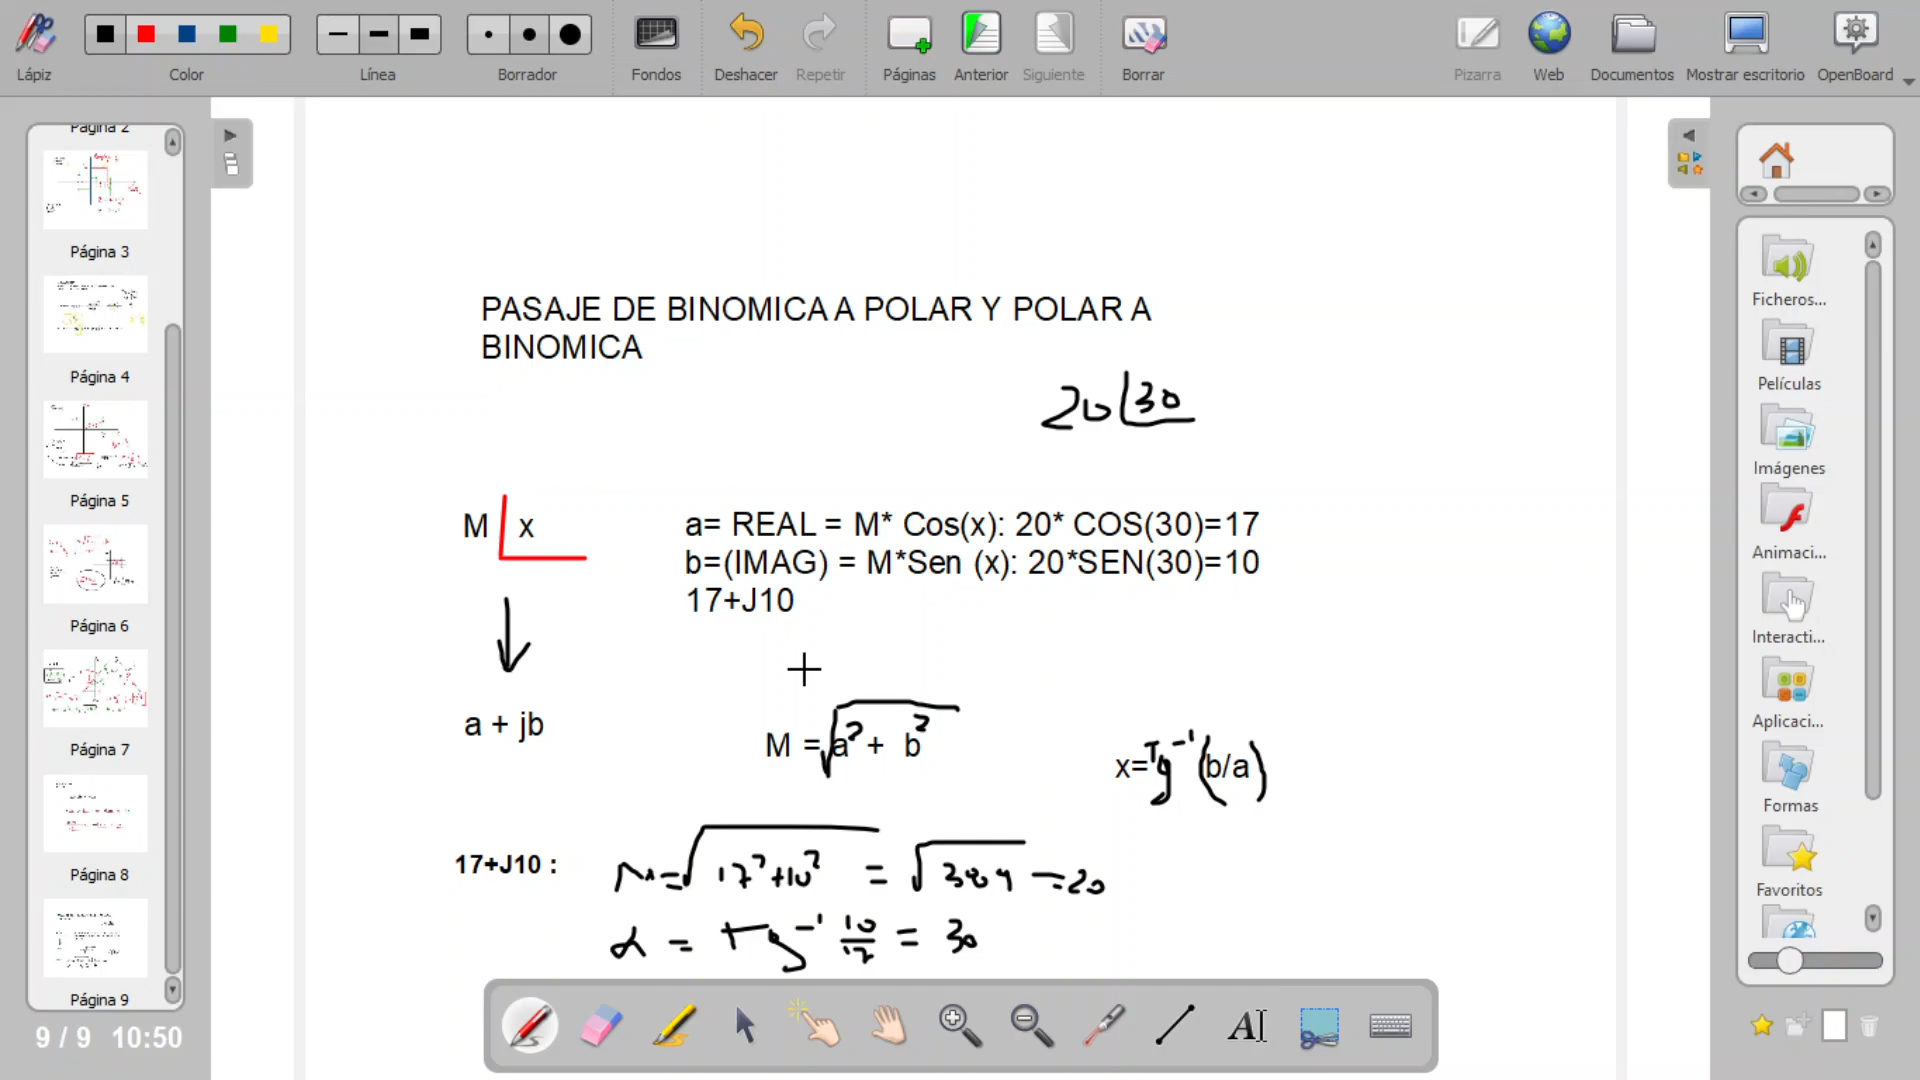 Lápiz
Color
Línea
Borrador
Fondos
Deshacer
Repetir
Páginas
Anterior
Siguiente
Borrar
Pizarra
Web
Documentos
Mostrar escritorio
OpenBoard
Página 2
Página 3
Página 4
Página 5
Página 6
Página 7
Página 8
Página 9
9 / 9 10:50
PASAJE DE BINOMICA A POLAR Y POLAR A
BINOMICA
20 30
M x
a= REAL = M* Cos(x): 20* COS(30)=17
b=(IMAG) = M*Sen (x): 20*SEN(30)=10
17+J10
a + jb
M = √a² + b²
x=Tg⁻¹(b/a)
17+J10 :
M=√17²+10² = √389 =20
α = Tg⁻¹ 10/17 = 30
Ficheros...
Películas
Imágenes
Animaci...
Interacti...
Aplicaci...
Formas
Favoritos